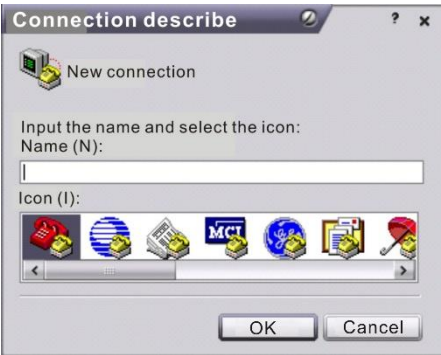 Connection describe ? x
New connection
Input the name and select the icon:
Name (N):
Icon (I):
MCI
OK Cancel